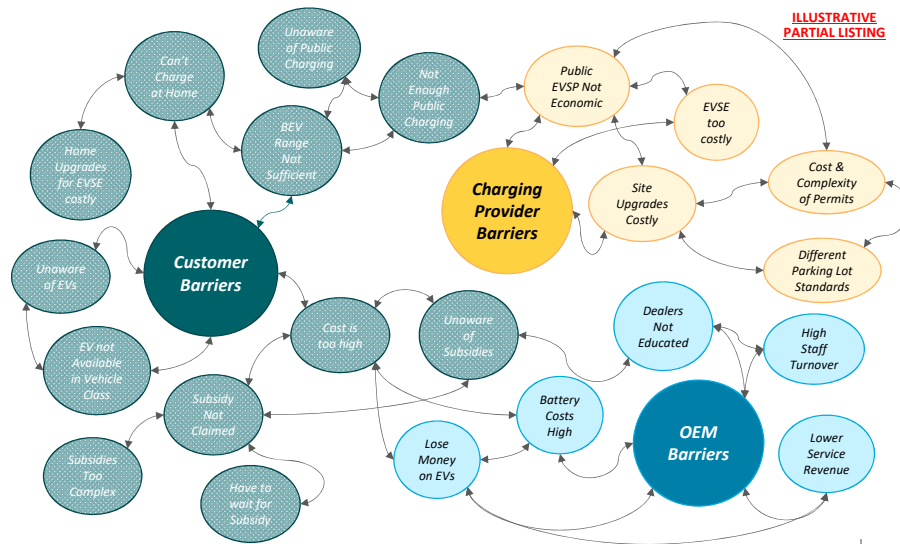 ILLUSTRATIVE
PARTIAL LISTING
Unaware
of Public
Charging
Can't
Charge
at Home
Not
Enough
Public
Charging
Public
EVSP Not
Economic
EVSE
too
costly
Home
Upgrades
for EVSE
costly
BEV
Range
Not
Sufficient
Charging
Provider
Barriers
Site
Upgrades
Costly
Cost &
Complexity
of Permits
Customer
Barriers
Unaware
of EVs
Different
Parking Lot
Standards
Cast is
too high
Unaware
of
Subsidies
Dealers
Not
Educated
High
Staff
Turnover
EV not
Available
in Vehicle
Class
Subsidy
Not
Claimed
Battery
Costs
High
OEM
Barriers
Lose
Money
on EVs
Lower
Service
Revenue
Subsidies
Too
Complex
Have to
wait for
Subsidy